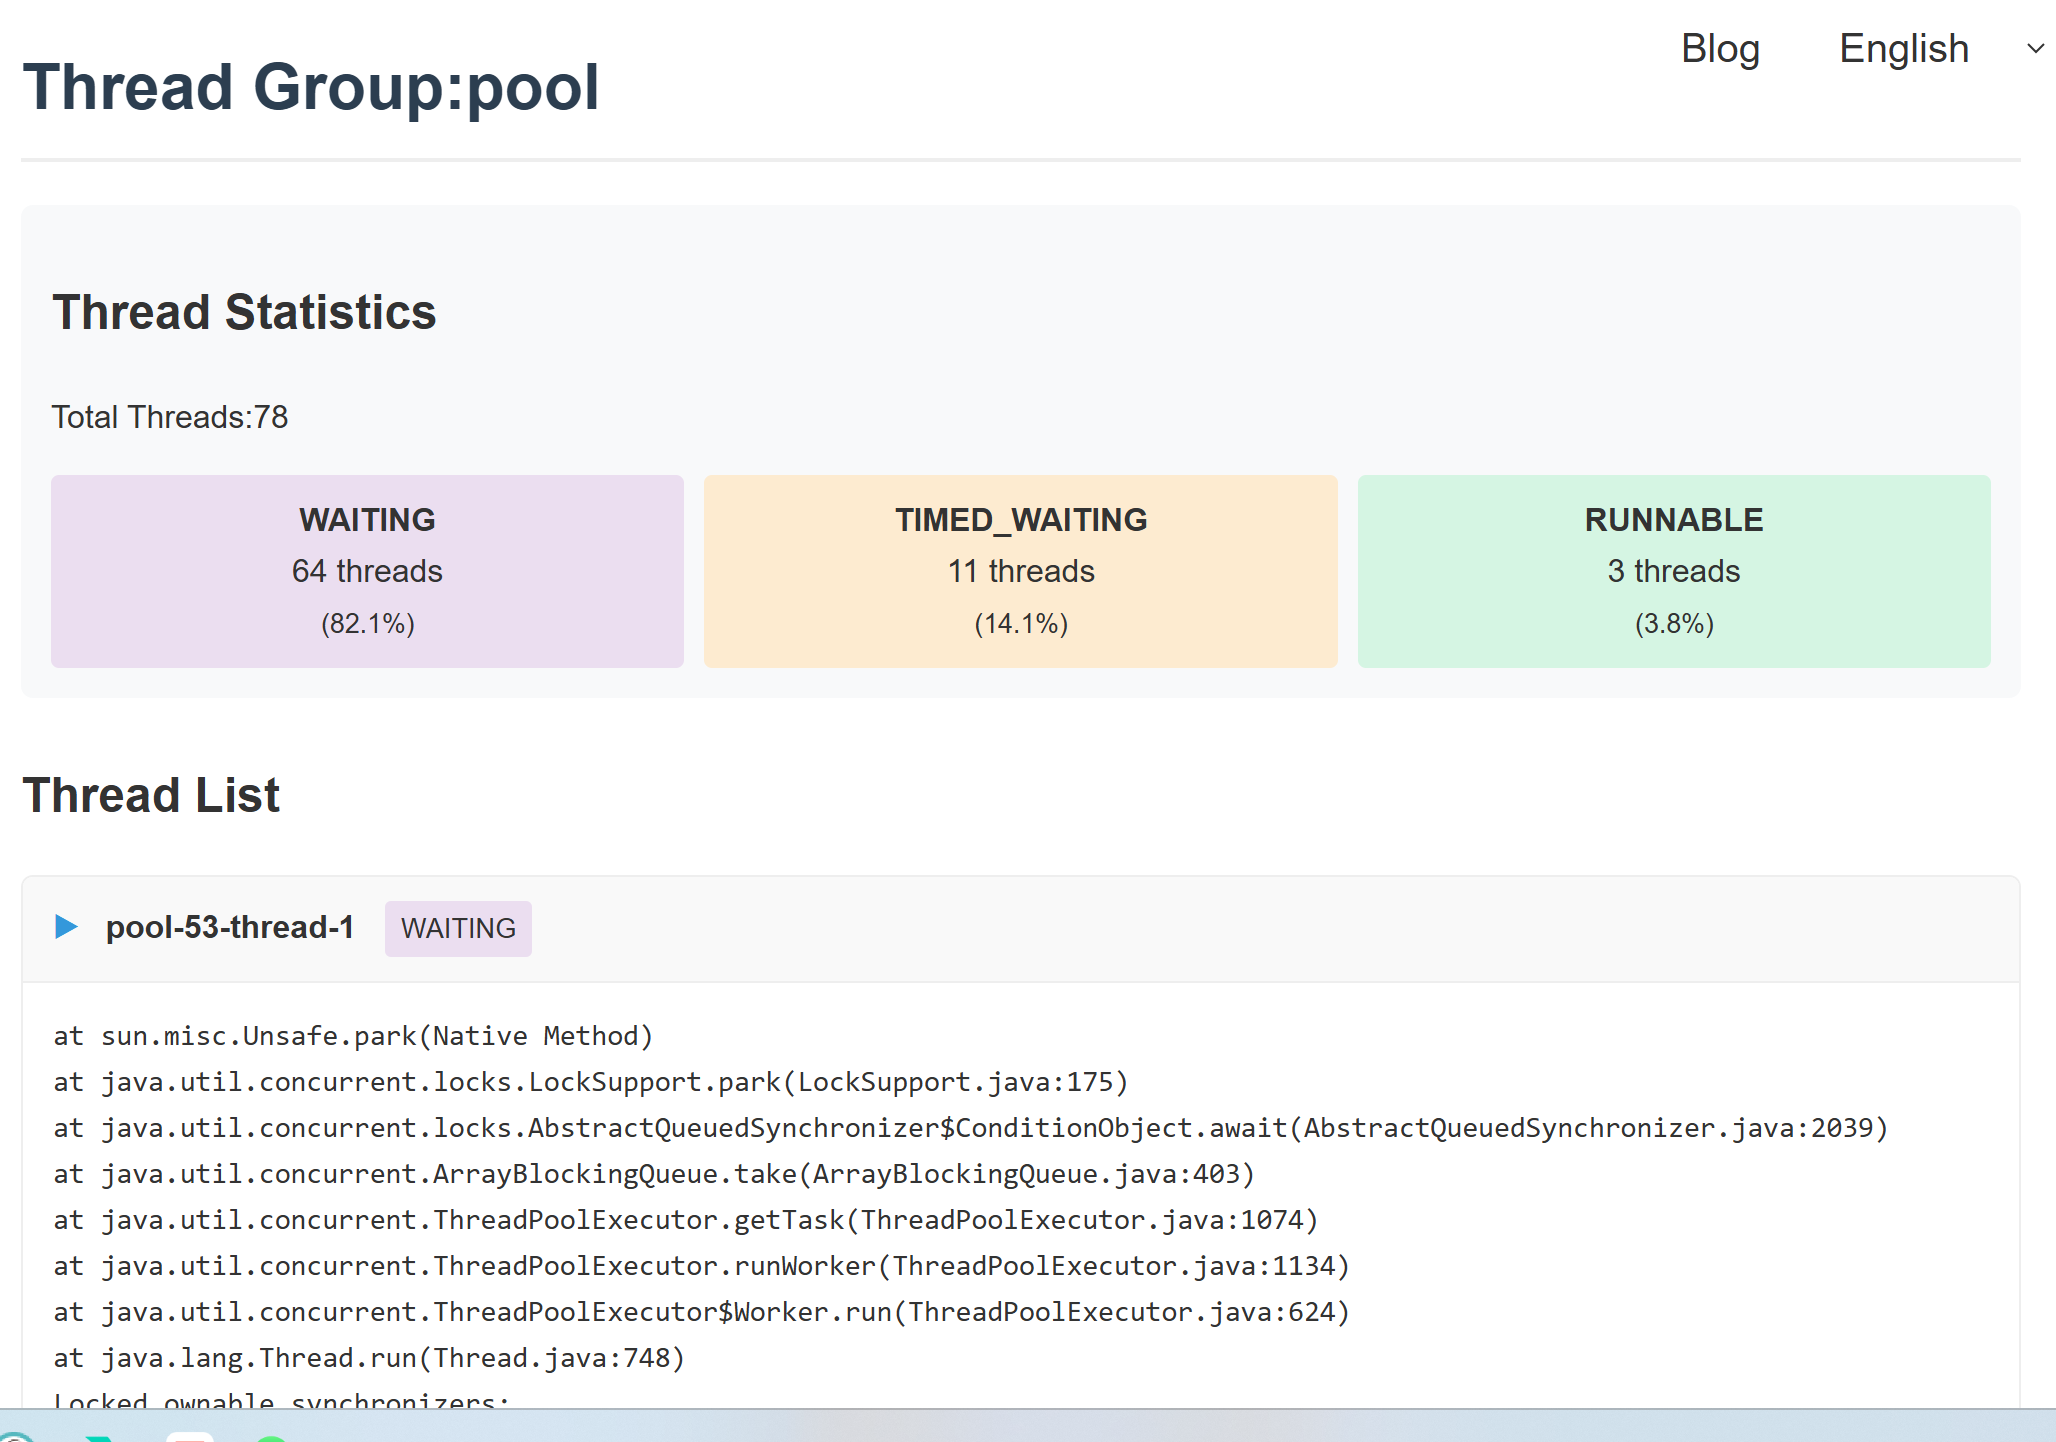 Blog English
Thread Group:pool
Thread Statistics
Total Threads:78
WAITING
64 threads
(82.1%)
TIMED_WAITING
11 threads
(14.1%)
RUNNABLE
3 threads
(3.8%)
Thread List
pool-53-thread-1 WAITING
at sun.misc.Unsafe.park(Native Method)
at java.util.concurrent.locks.LockSupport.park(LockSupport.java:175)
at java.util.concurrent.locks.AbstractQueuedSynchronizer$ConditionObject.await(AbstractQueuedSynchronizer.java:2039)
at java.util.concurrent.ArrayBlockingQueue.take(ArrayBlockingQueue.java:403)
at java.util.concurrent.ThreadPoolExecutor.getTask(ThreadPoolExecutor.java:1074)
at java.util.concurrent.ThreadPoolExecutor.runWorker(ThreadPoolExecutor.java:1134)
at java.util.concurrent.ThreadPoolExecutor$Worker.run(ThreadPoolExecutor.java:624)
at java.lang.Thread.run(Thread.java:748)
Locked ownable synchronizers: